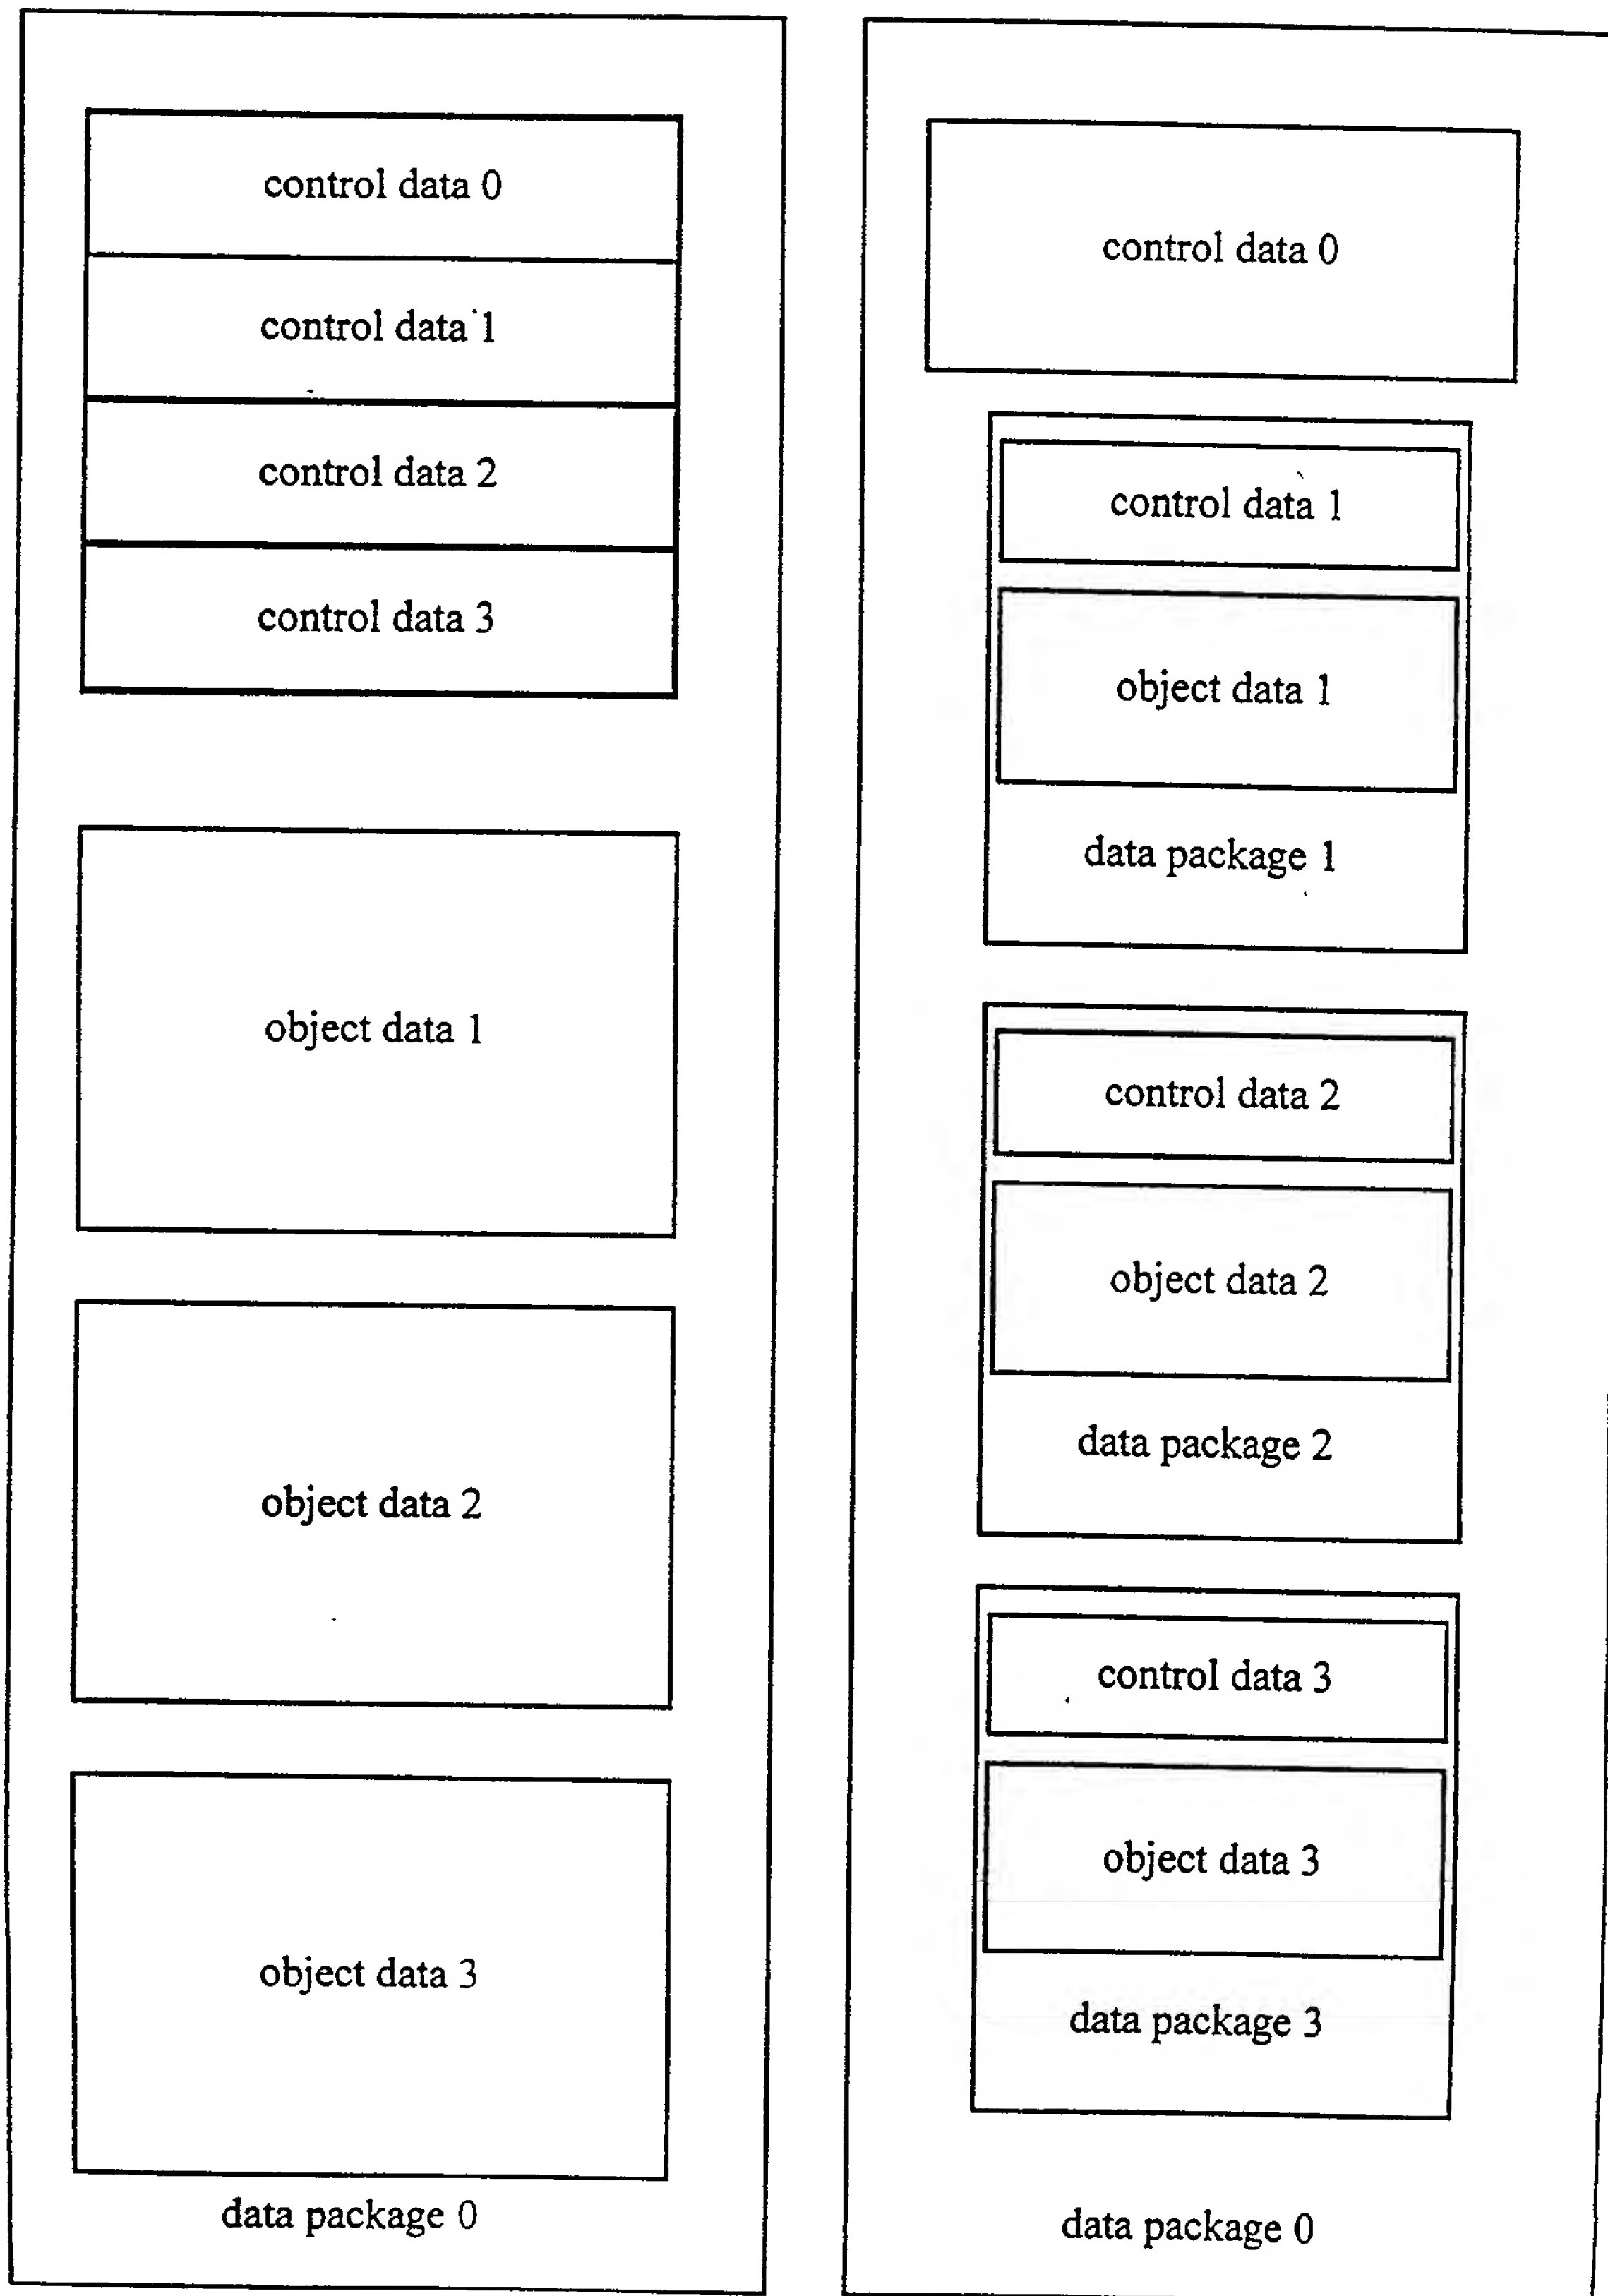 control data 0
control data 1
control data 2
control data 3
object data 1
object data 2
object data 3
data package 0
control data 0
control data 1
object data 1
data package 1
control data 2
object data 2
data package 2
control data 3
object data 3
data package 3
data package 0